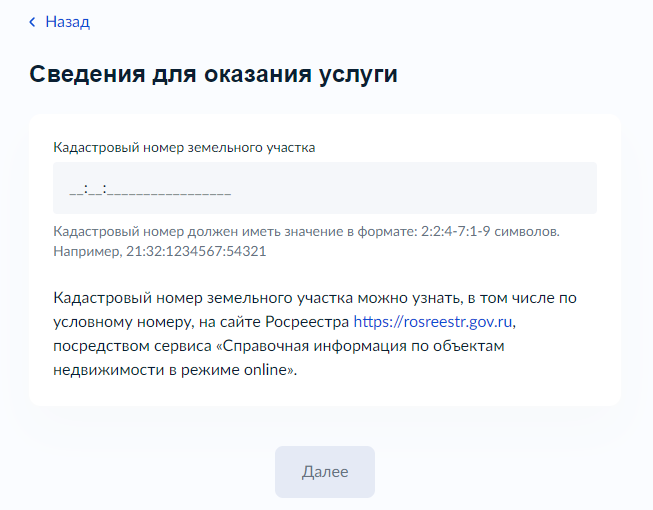 Назад
Сведения для оказания услуги
Кадастровый номер земельного участка
__:__:_________________
Кадастровый номер должен иметь значение в формате: 2:2:4-7:1-9 символов.
Например, 21:32:1234567:54321
Кадастровый номер земельного участка можно узнать, в том числе по
условному номеру, на сайте Росреестра https://rosreestr.gov.ru,
посредством сервиса «Справочная информация по объектам
недвижимости в режиме online».
Далее